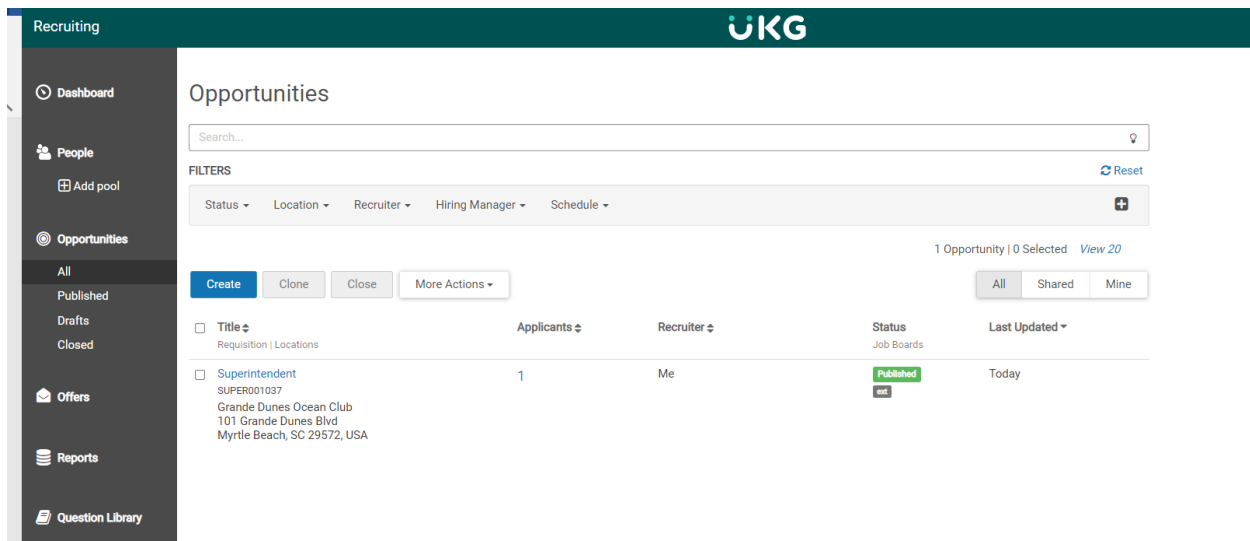 Recruiting
UKG
Dashboard
People
Add pool
Opportunities
All
Published
Drafts
Closed
Offers
Reports
Question Library
Opportunities
Search...
FILTERS
Reset
Status Location Recruiter Hiring Manager Schedule
1 Opportunity | 0 Selected View 20
Create Clone Close More Actions
All Shared Mine
Title Applicants Recruiter Status Last Updated
Requisition | Locations Job Boards
Superintendent 1 Me Published Today
SUPER001037 ext
Grande Dunes Ocean Club
101 Grande Dunes Blvd
Myrtle Beach, SC 29572, USA